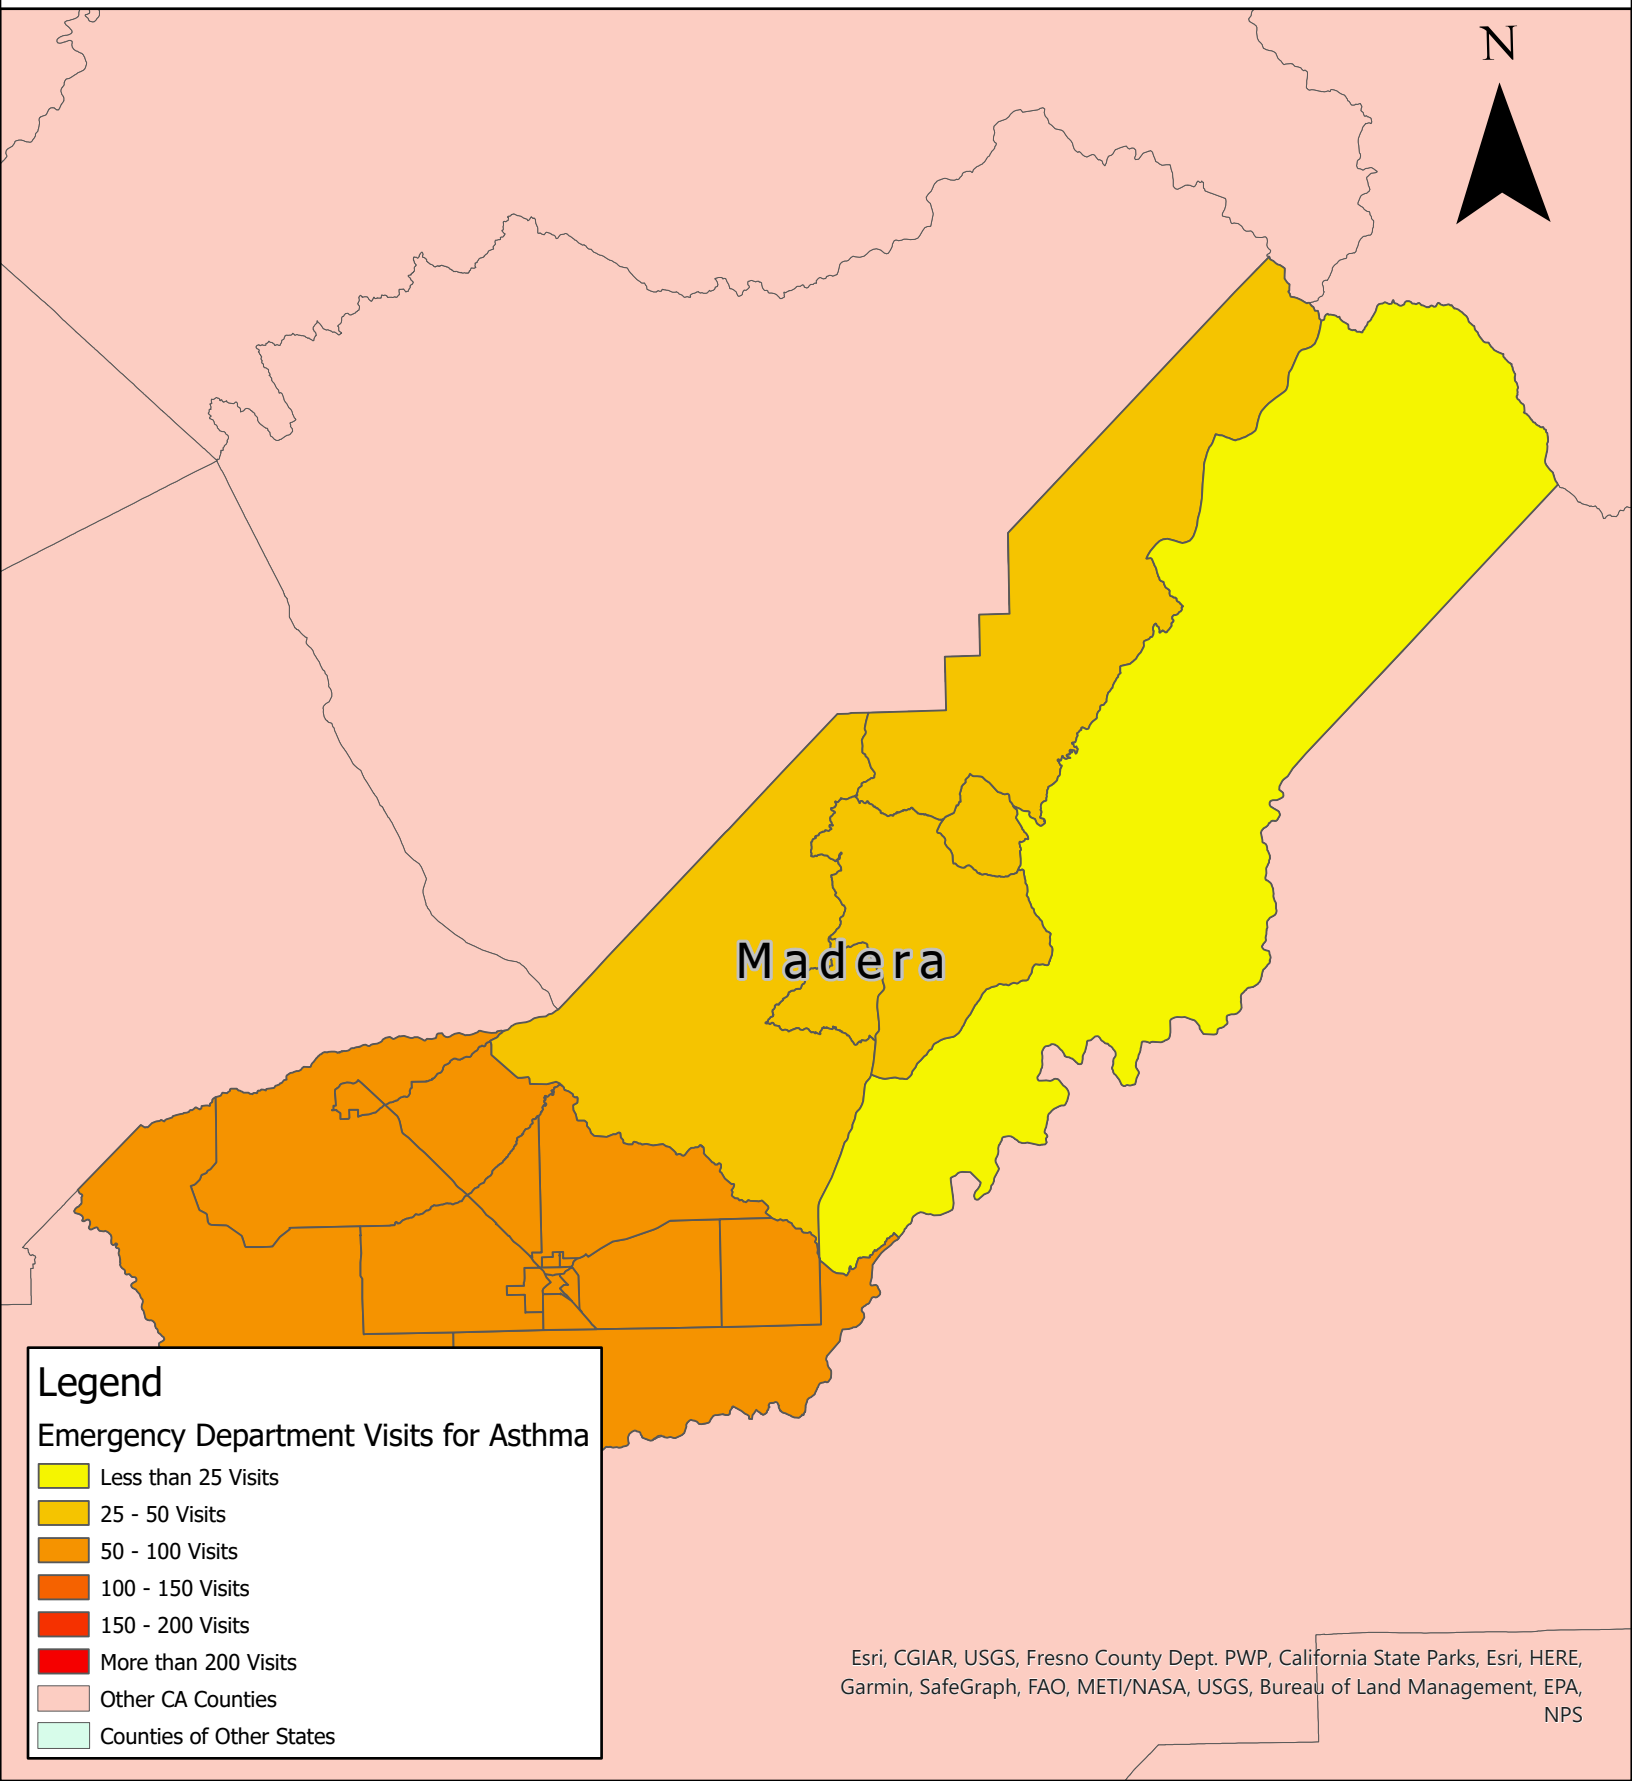 N
Madera
Legend
Emergency Department Visits for Asthma
Less than 25 Visits
25 - 50 Visits
50 - 100 Visits
100 - 150 Visits
150 - 200 Visits
More than 200 Visits
Other CA Counties
Counties of Other States
Esri, CGIAR, USGS, Fresno County Dept. PWP, California State Parks, Esri, HERE,
Garmin, SafeGraph, FAO, METI/NASA, USGS, Bureau of Land Management, EPA,
NPS